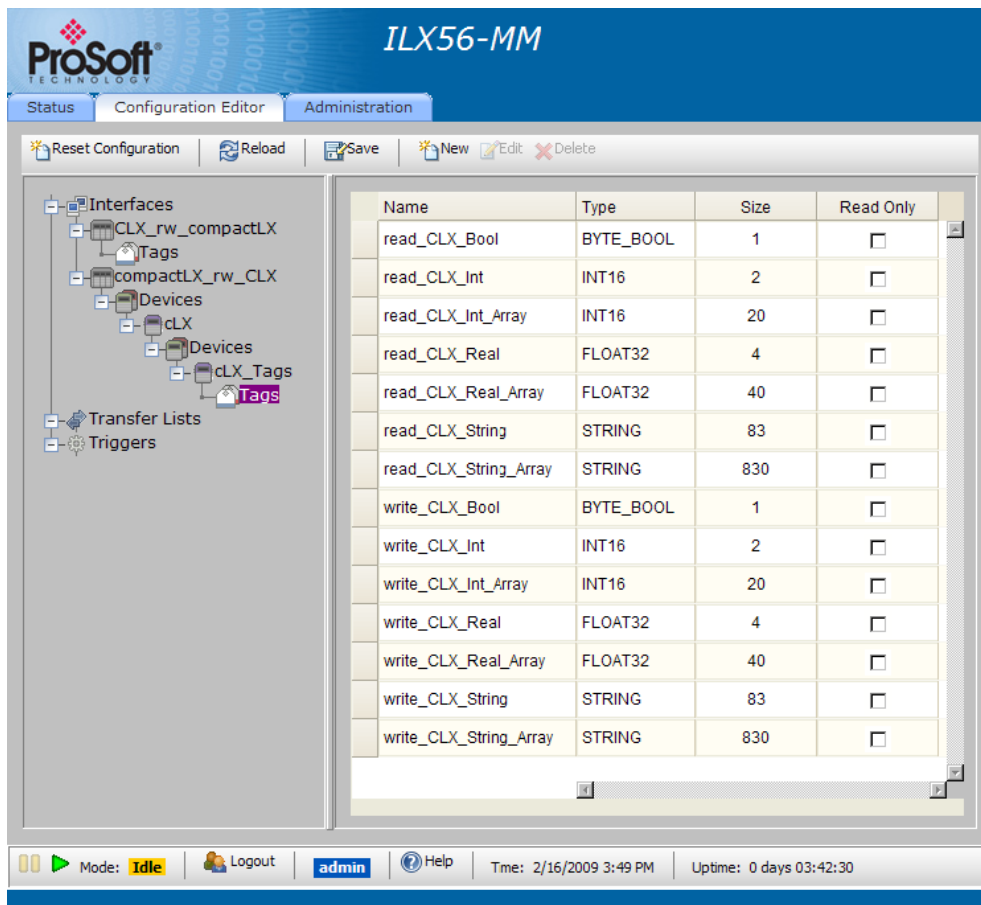 ProSoft®
TECHNOLOGY
ILX56-MM
Status Configuration Editor Administration
Reset Configuration Reload Save New Edit Delete
Interfaces
CLX_rw_compactLX
Tags
compactLX_rw_CLX
Devices
cLX
Devices
cLX_Tags
Tags
Transfer Lists
Triggers
Name Type Size Read Only
read_CLX_Bool BYTE_BOOL 1
read_CLX_Int INT16 2
read_CLX_Int_Array INT16 20
read_CLX_Real FLOAT32 4
read_CLX_Real_Array FLOAT32 40
read_CLX_String STRING 83
read_CLX_String_Array STRING 830
write_CLX_Bool BYTE_BOOL 1
write_CLX_Int INT16 2
write_CLX_Int_Array INT16 20
write_CLX_Real FLOAT32 4
write_CLX_Real_Array FLOAT32 40
write_CLX_String STRING 83
write_CLX_String_Array STRING 830
Mode: Idle Logout admin Help Tme: 2/16/2009 3:49 PM Uptime: 0 days 03:42:30